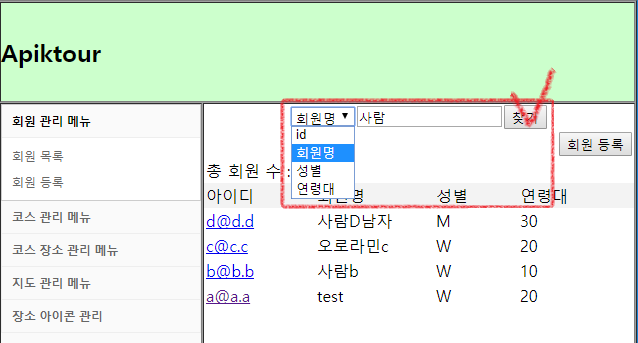 Apiktour
회원 관리 메뉴
회원 목록
회원 등록
코스 관리 메뉴
코스 장소 관리 메뉴
지도 관리 메뉴
장소 아이콘 관리
회원명 ▼ 사람 찾기
id
회원명
성별
연령대
회원 등록
총 회원 수 :
아이디 회원명 성별 연령대
d@d.d 사람D남자 M 30
c@c.c 오로라민c W 20
b@b.b 사람b W 10
a@a.a test W 20